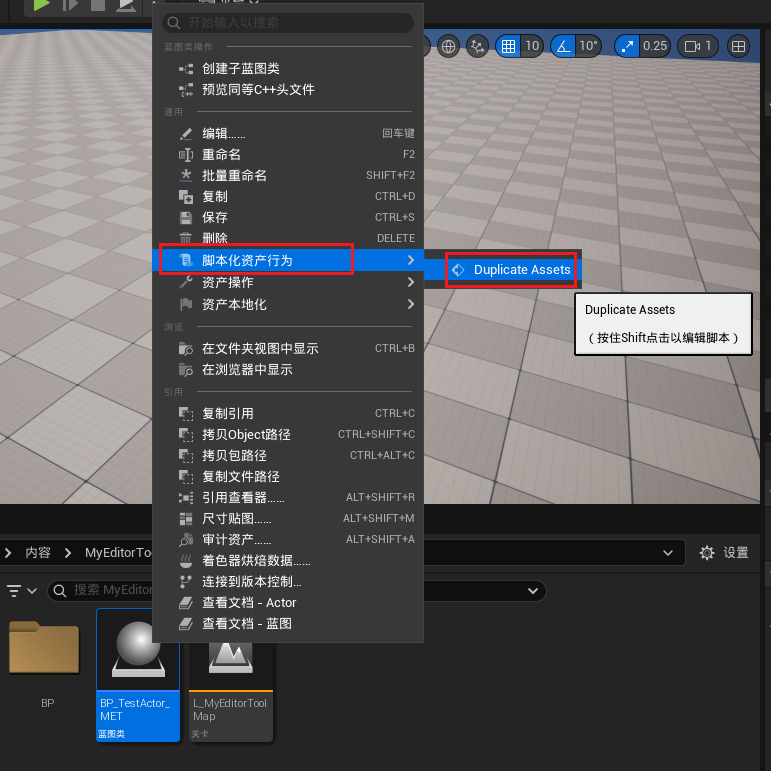 开始输入以搜索
蓝图类操作
创建子蓝图类
预览同等C++头文件
10
10°
0.25
1
通用
编辑…… 回车键
重命名 F2
批量重命名 SHIFT+F2
复制 CTRL+D
保存 CTRL+S
删除 DELETE
脚本化资产行为
Duplicate Assets
资产操作
资产本地化
Duplicate Assets
（按住Shift点击以编辑脚本）
浏览
在文件夹视图中显示 CTRL+B
在浏览器中显示
引用
复制引用 CTRL+C
拷贝Object路径 CTRL+SHIFT+C
拷贝包路径 CTRL+ALT+C
复制文件路径
引用查看器…… ALT+SHIFT+R
尺寸贴图…… ALT+SHIFT+M
审计资产…… ALT+SHIFT+A
着色器烘焙数据……
连接到版本控制...
查看文档 - Actor
查看文档 - 蓝图
内容
MyEditorToo
设置
搜索 MyEditor
BP
BP_TestActor_
MET
蓝图类
L_MyEditorTool
Map
关卡